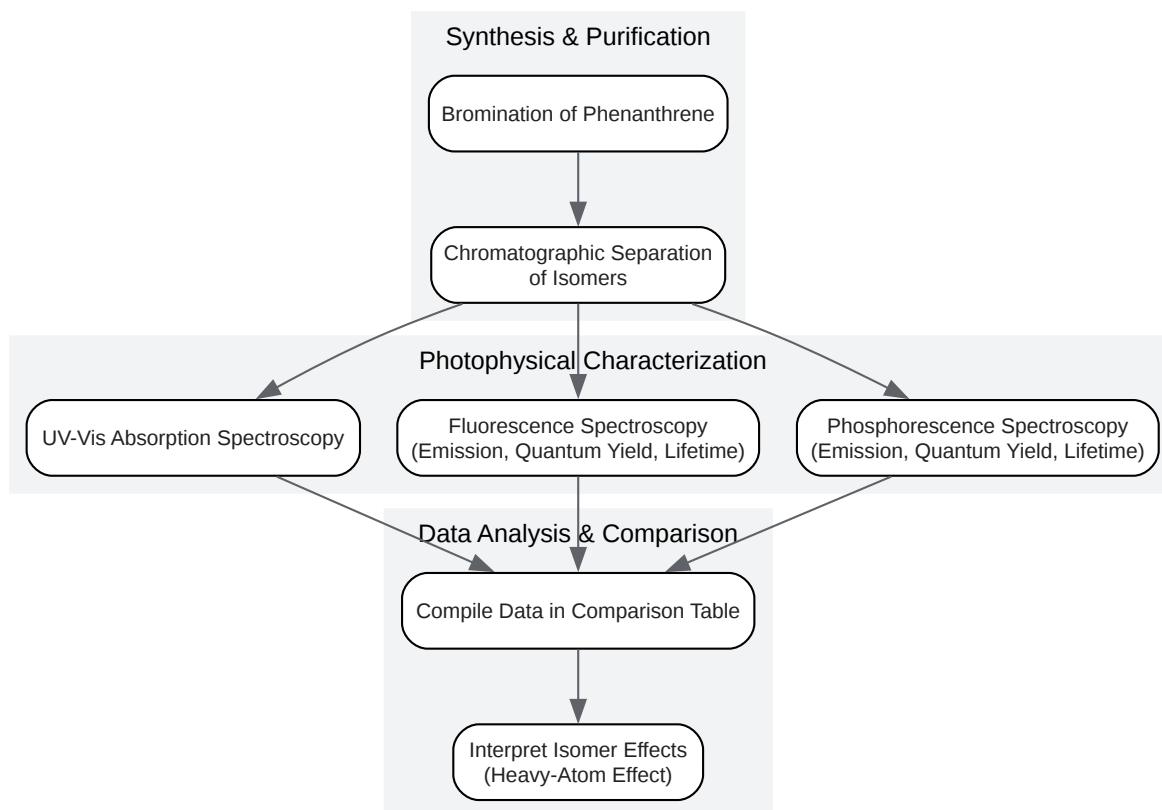 Synthesis & Purification
Bromination of Phenanthrene
Chromatographic Separation
of Isomers
Photophysical Characterization
UV-Vis Absorption Spectroscopy
Fluorescence Spectroscopy
(Emission, Quantum Yield, Lifetime)
Phosphorescence Spectroscopy
(Emission, Quantum Yield, Lifetime)
Data Analysis & Comparison
Compile Data in Comparison Table
Interpret Isomer Effects
(Heavy-Atom Effect)